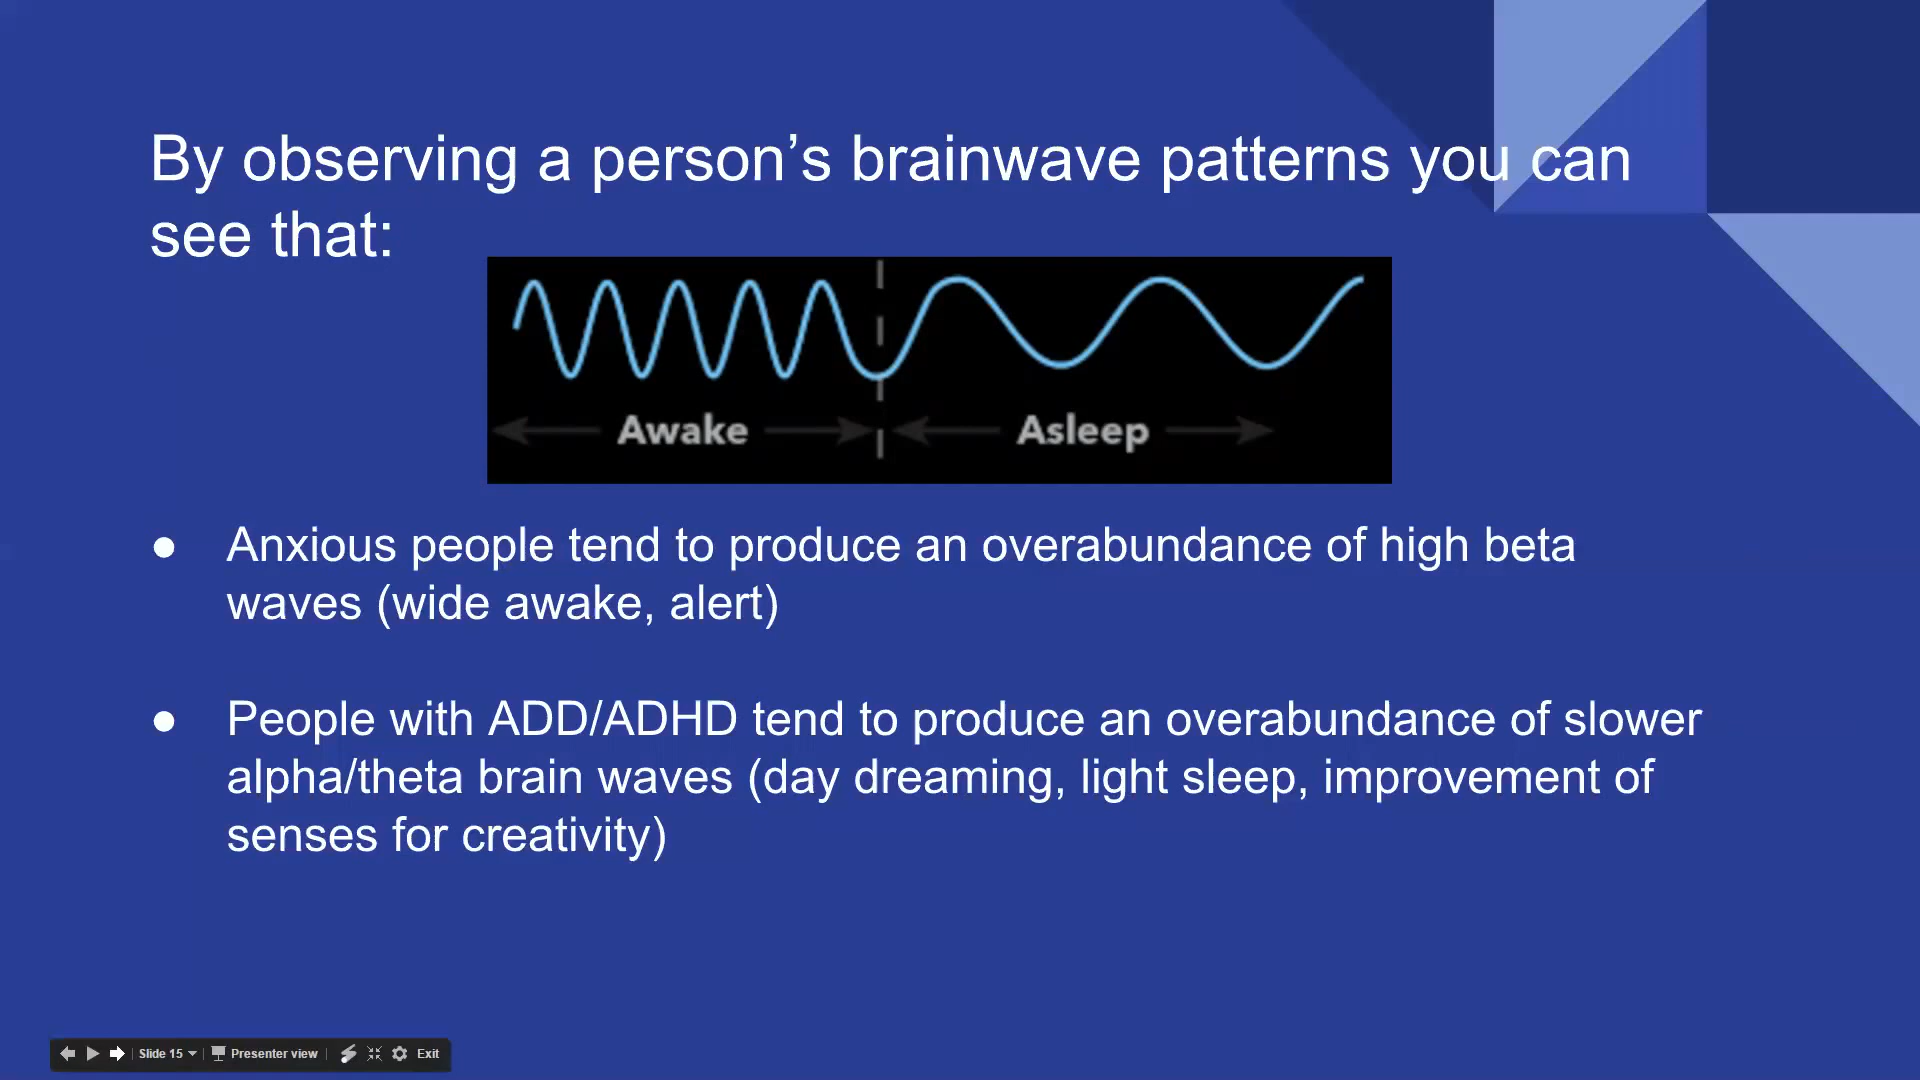 By observing a person’s brainwave patterns you can
see that:
Awake
Asleep
● Anxious people tend to produce an overabundance of high beta
waves (wide awake, alert)
● People with ADD/ADHD tend to produce an overabundance of slower
alpha/theta brain waves (day dreaming, light sleep, improvement of
senses for creativity)
Slide 15
Presenter view
Exit